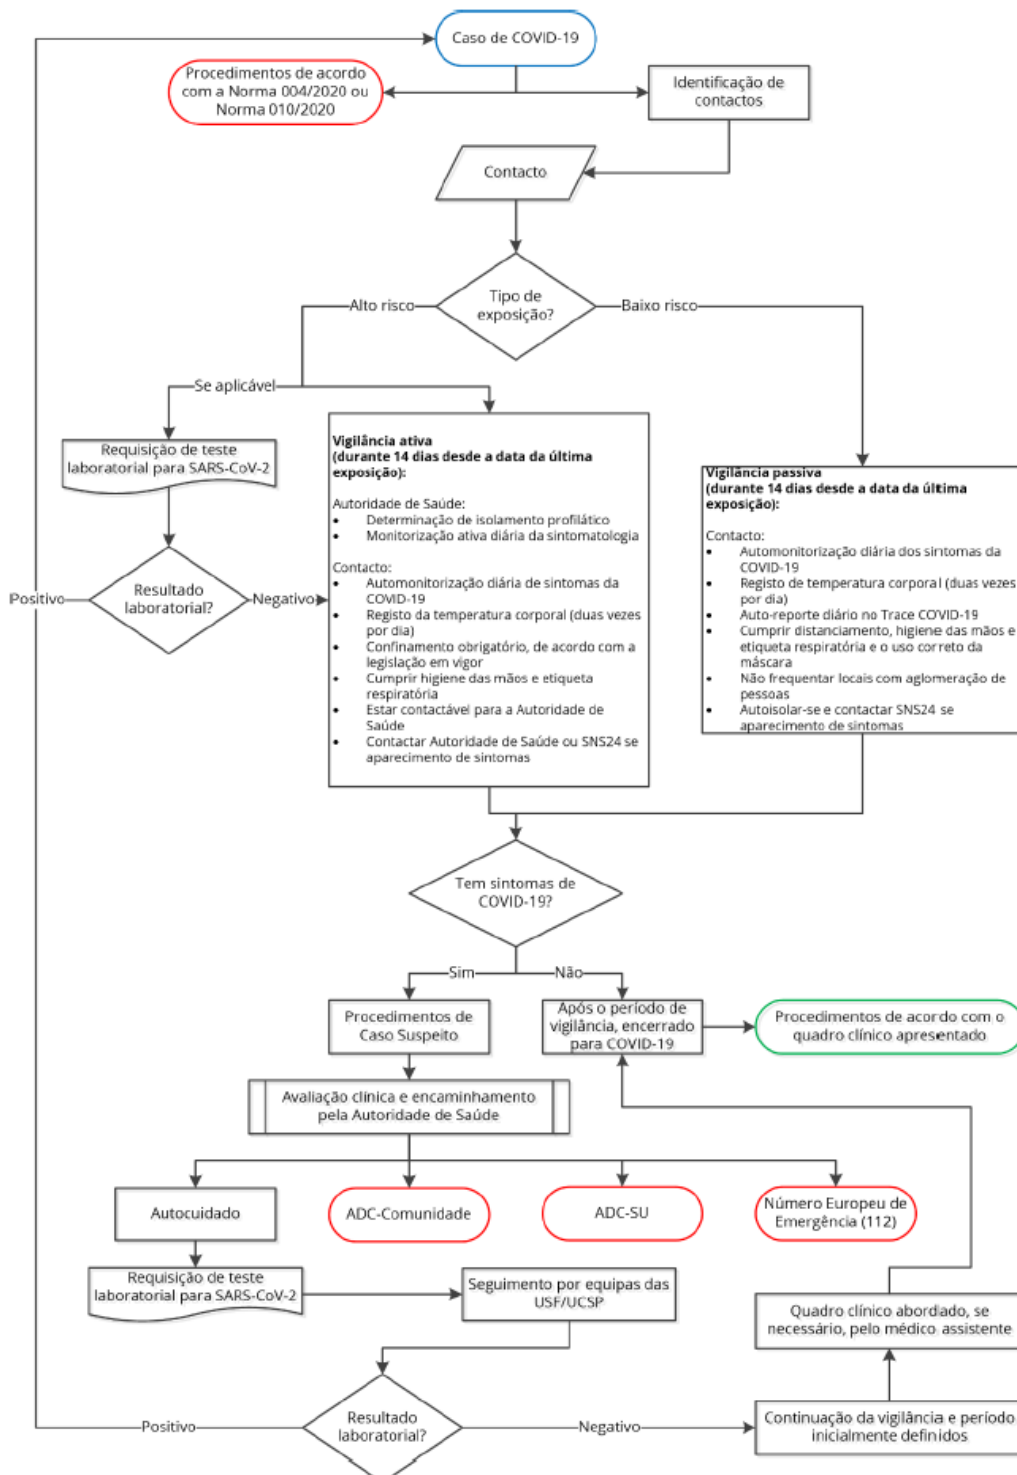 Caso de COVID-19
Procedimentos de acordo
com a Norma 004/2020 ou
Norma 010/2020
Identificação de
contactos
Contacto
Tipo de
exposição?
Alto risco
Baixo risco
Se aplicável
Requisição de teste
laboratorial para SARS-CoV-2
Resultado
laboratorial?
Positivo
Negativo
Vigilância ativa
(durante 14 dias desde a data da última
exposição):
Autoridade de Saúde:
• Determinação de isolamento profilático
• Monitorização ativa diária da sintomatologia
Contacto:
• Automonitorização diária de sintomas da
COVID-19
• Registo da temperatura corporal (duas vezes
por dia)
• Confinamento obrigatório, de acordo com a
legislação em vigor
• Cumprir higiene das mãos e etiqueta
respiratória
• Estar contactável para a Autoridade de
Saúde
• Contactar Autoridade de Saúde ou SNS24 se
aparecimento de sintomas
Vigilância passiva
(durante 14 dias desde a data da última
exposição):
Contacto:
• Automonitorização diária dos sintomas da
COVID-19
• Registo de temperatura corporal (duas vezes
por dia)
• Auto-reporte diário no Trace COVID-19
• Cumprir distanciamento, higiene das mãos e
etiqueta respiratória e o uso correto da
máscara
• Não frequentar locais com aglomeração de
pessoas
• Autoisolar-se e contactar SNS24 se
aparecimento de sintomas
Tem sintomas de
COVID-19?
Sim
Não
Procedimentos de
Caso Suspeito
Após o período de
vigilância, encerrado
para COVID-19
Procedimentos de acordo com o
quadro clínico apresentado
Avaliação clínica e encaminhamento
pela Autoridade de Saúde
Autocuidado
ADC-Comunidade
ADC-SU
Número Europeu de
Emergência (112)
Requisição de teste
laboratorial para SARS-CoV-2
Seguimento por equipas das
USF/UCSP
Quadro clínico abordado, se
necessário, pelo médico assistente
Resultado
laboratorial?
Positivo
Negativo
Continuação da vigilância e período
inicialmente definidos